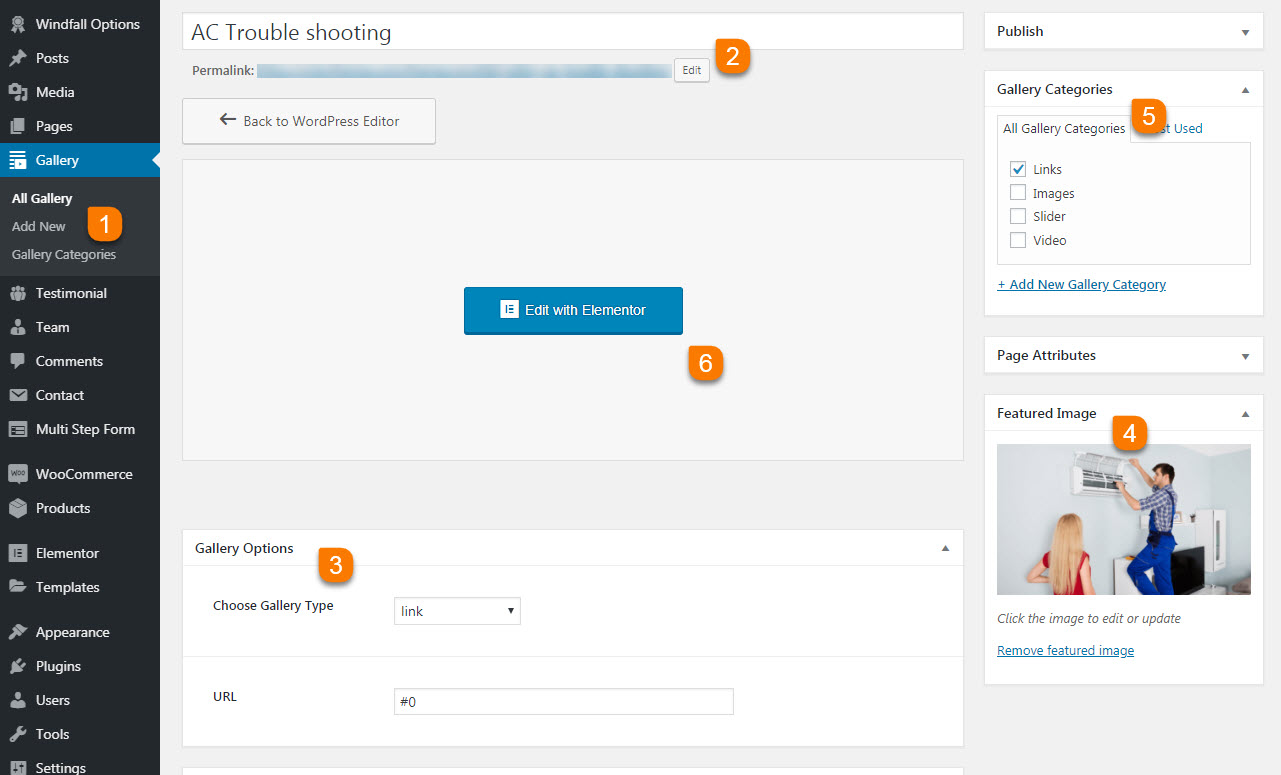 Windfall Options
Posts
Media
Pages
Gallery
All Gallery
Add New
1
Gallery Categories
Testimonial
Team
Comments
Contact
Multi Step Form
WOO
WooCommerce
Products
Elementor
Templates
Appearance
Plugins
Users
Tools
Settings
AC Trouble shooting
2
Permalink:
Edit
Back to WordPress Editor
Edit with Elementor
6
Gallery Options
3
Choose Gallery Type
link
URL
#0
Publish
Gallery Categories
5
All Gallery Categories
Used
Links
Images
Slider
Video
+ Add New Gallery Category
Page Attributes
Featured Image
4
Click the image to edit or update
Remove featured image